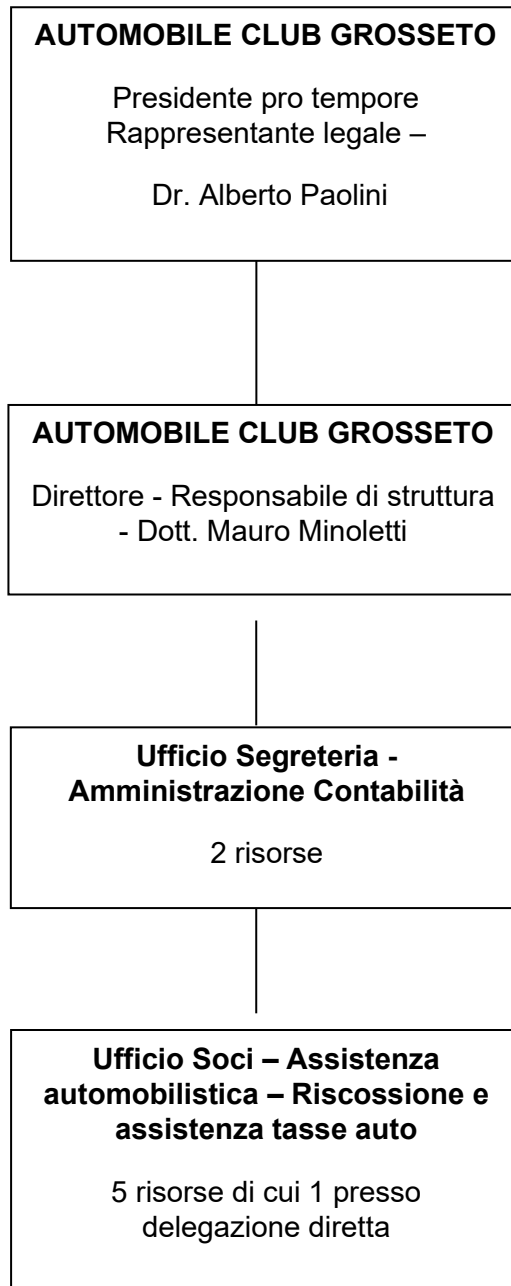 AUTOMOBILE CLUB GROSSETO
Presidente pro tempore
Rappresentante legale –
Dr. Alberto Paolini
AUTOMOBILE CLUB GROSSETO
Direttore - Responsabile di struttura
- Dott. Mauro Minoletti
Ufficio Segreteria -
Amministrazione Contabilità
2 risorse
Ufficio Soci – Assistenza
automobilistica – Riscossione e
assistenza tasse auto
5 risorse di cui 1 presso
delegazione diretta